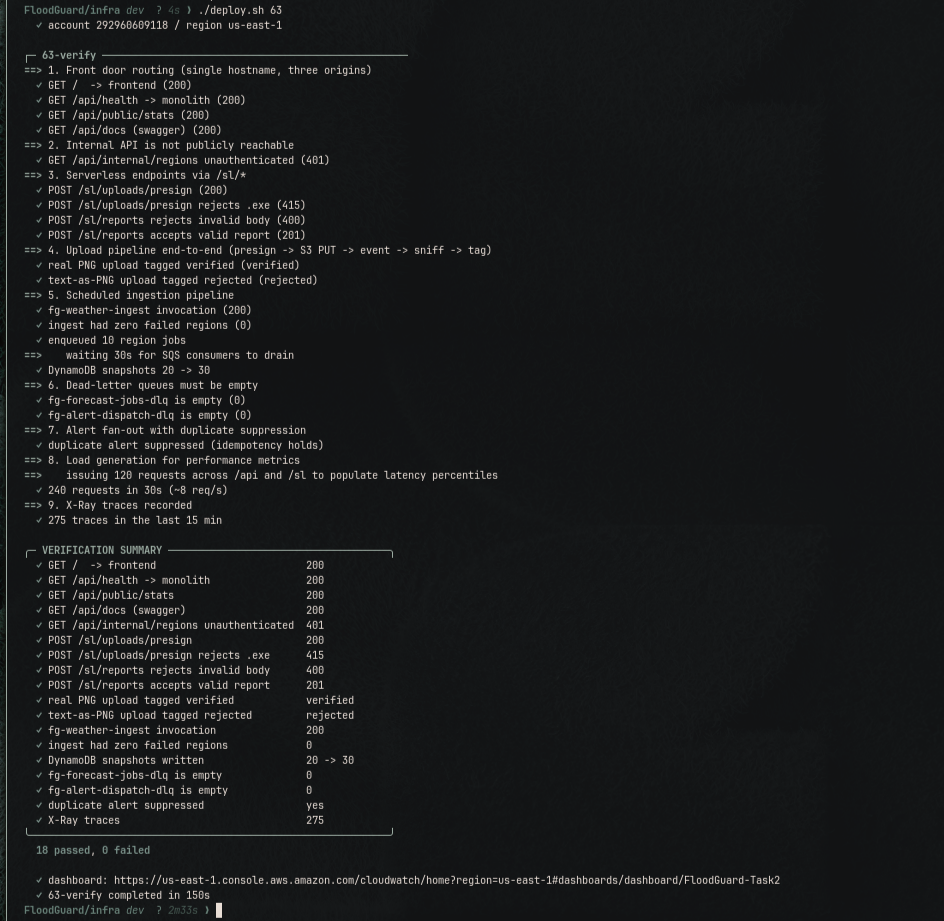 FloodGuard/infra dev ? 4s ❯ ./deploy.sh 63
✓ account 292960609118 / region us-east-1
63-verify
==> 1. Front door routing (single hostname, three origins)
✓ GET /  -> frontend (200)
✓ GET /api/health -> monolith (200)
✓ GET /api/public/stats (200)
✓ GET /api/docs (swagger) (200)
==> 2. Internal API is not publicly reachable
✓ GET /api/internal/regions unauthenticated (401)
==> 3. Serverless endpoints via /sl/*
✓ POST /sl/uploads/presign (200)
✓ POST /sl/uploads/presign rejects .exe (415)
✓ POST /sl/reports rejects invalid body (400)
✓ POST /sl/reports accepts valid report (201)
==> 4. Upload pipeline end-to-end (presign -> S3 PUT -> event -> sniff -> tag)
✓ real PNG upload tagged verified (verified)
✓ text-as-PNG upload tagged rejected (rejected)
==> 5. Scheduled ingestion pipeline
✓ fg-weather-ingest invocation (200)
✓ ingest had zero failed regions (0)
✓ enqueued 10 region jobs
==>    waiting 30s for SQS consumers to drain
✓ DynamoDB snapshots 20 -> 30
==> 6. Dead-letter queues must be empty
✓ fg-forecast-jobs-dlq is empty (0)
✓ fg-alert-dispatch-dlq is empty (0)
==> 7. Alert fan-out with duplicate suppression
✓ duplicate alert suppressed (idempotency holds)
==> 8. Load generation for performance metrics
==>    issuing 120 requests across /api and /sl to populate latency percentiles
✓ 240 requests in 30s (~8 req/s)
==> 9. X-Ray traces recorded
✓ 275 traces in the last 15 min
VERIFICATION SUMMARY
✓ GET /  -> frontend 200
✓ GET /api/health -> monolith 200
✓ GET /api/public/stats 200
✓ GET /api/docs (swagger) 200
✓ GET /api/internal/regions unauthenticated 401
✓ POST /sl/uploads/presign 200
✓ POST /sl/uploads/presign rejects .exe 415
✓ POST /sl/reports rejects invalid body 400
✓ POST /sl/reports accepts valid report 201
✓ real PNG upload tagged verified verified
✓ text-as-PNG upload tagged rejected rejected
✓ fg-weather-ingest invocation 200
✓ ingest had zero failed regions 0
✓ DynamoDB snapshots written 20 -> 30
✓ fg-forecast-jobs-dlq is empty 0
✓ fg-alert-dispatch-dlq is empty 0
✓ duplicate alert suppressed yes
✓ X-Ray traces 275
18 passed, 0 failed
✓ dashboard: https://us-east-1.console.aws.amazon.com/cloudwatch/home?region=us-east-1#dashboards/dashboard/FloodGuard-Task2
✓ 63-verify completed in 150s
FloodGuard/infra dev ? 2m33s ❯